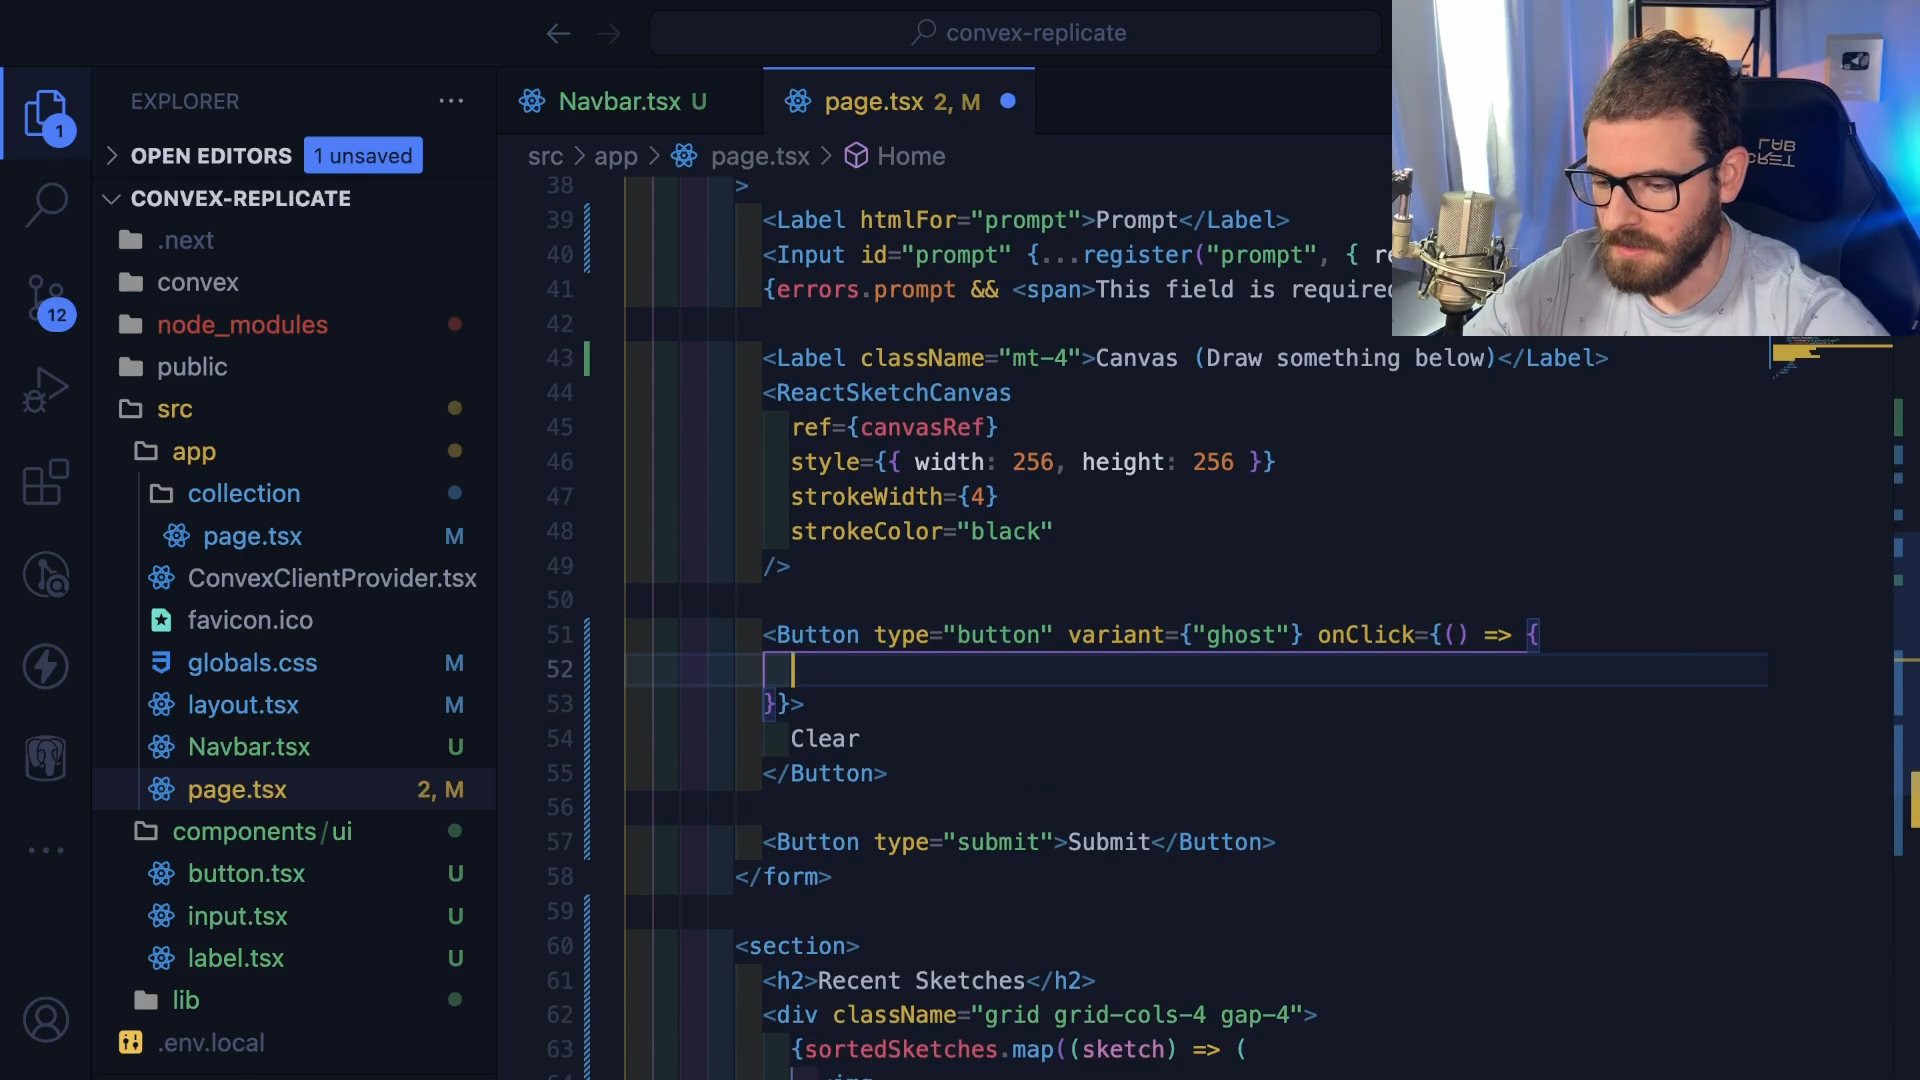 convex-replicate
EXPLORER
Navbar.tsx U
page.tsx 2, M
OPEN EDITORS 1 unsaved
src > app > page.tsx > Home
CONVEX-REPLICATE
.next
convex
node_modules
public
src
app
collection
page.tsx M
ConvexClientProvider.tsx
favicon.ico
globals.css M
layout.tsx M
Navbar.tsx U
page.tsx 2, M
components/ui
button.tsx U
input.tsx U
label.tsx U
lib
.env.local
1
12
38 >
39 <Label htmlFor="prompt">Prompt</Label>
40 <Input id="prompt" {...register("prompt", { re
41 {errors.prompt && <span>This field is required
42
43 <Label className="mt-4">Canvas (Draw something below)</Label>
44 <ReactSketchCanvas
45 ref={canvasRef}
46 style={{ width: 256, height: 256 }}
47 strokeWidth={4}
48 strokeColor="black"
49 />
50
51 <Button type="button" variant={"ghost"} onClick={() => {
52
53 }}>
54 Clear
55 </Button>
56
57 <Button type="submit">Submit</Button>
58 </form>
59
60 <section>
61 <h2>Recent Sketches</h2>
62 <div className="grid grid-cols-4 gap-4">
63 {sortedSketches.map((sketch) => (